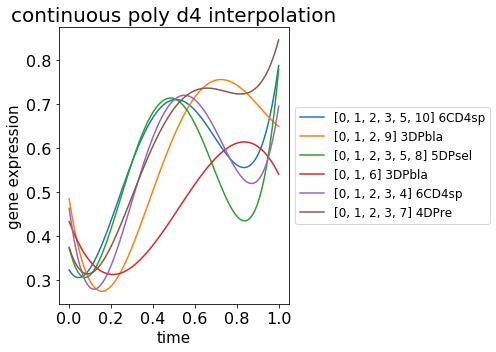 continuous poly d4 interpolation
gene expression
0.8
0.7
0.6
0.5
0.4
0.3
0.0 0.2 0.4 0.6 0.8 1.0
time
[0, 1, 2, 3, 5, 10] 6CD4sp
[0, 1, 2, 9] 3DPbla
[0, 1, 2, 3, 5, 8] 5DPsel
[0, 1, 6] 3DPbla
[0, 1, 2, 3, 4] 6CD4sp
[0, 1, 2, 3, 7] 4DPre